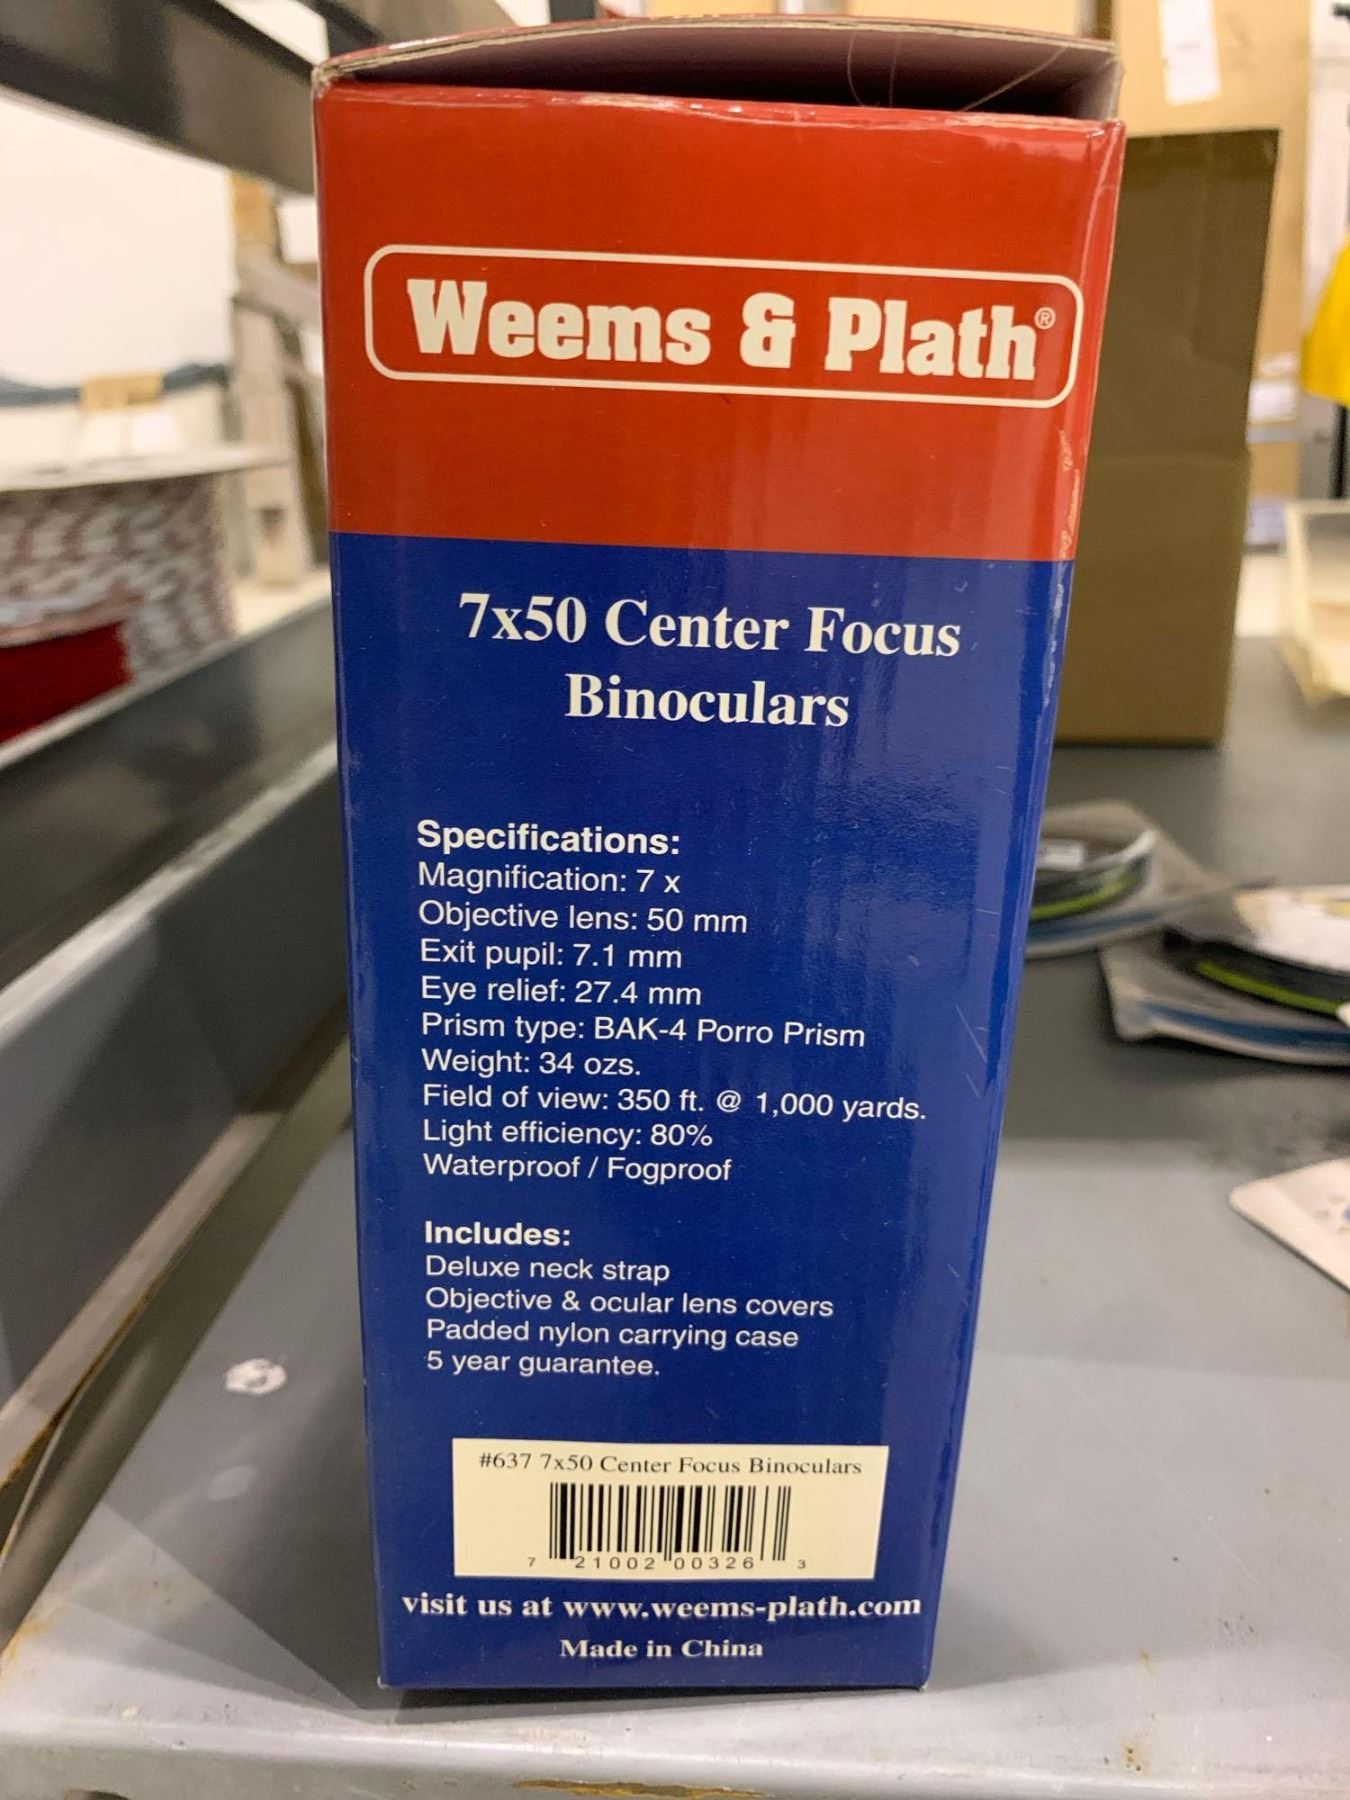 Weems & Plath®
7x50 Center Focus
Binoculars
Specifications:
Magnification: 7 x
Objective lens: 50 mm
Exit pupil: 7.1 mm
Eye relief: 27.4 mm
Prism type: BAK-4 Porro Prism
Weight: 34 ozs.
Field of view: 350 ft. @ 1,000 yards.
Light efficiency: 80%
Waterproof / Fogproof
Includes:
Deluxe neck strap
Objective & ocular lens covers
Padded nylon carrying case
5 year guarantee.
#637 7x50 Center Focus Binoculars
7 21002 00326 3
visit us at www.weems-plath.com
Made in China